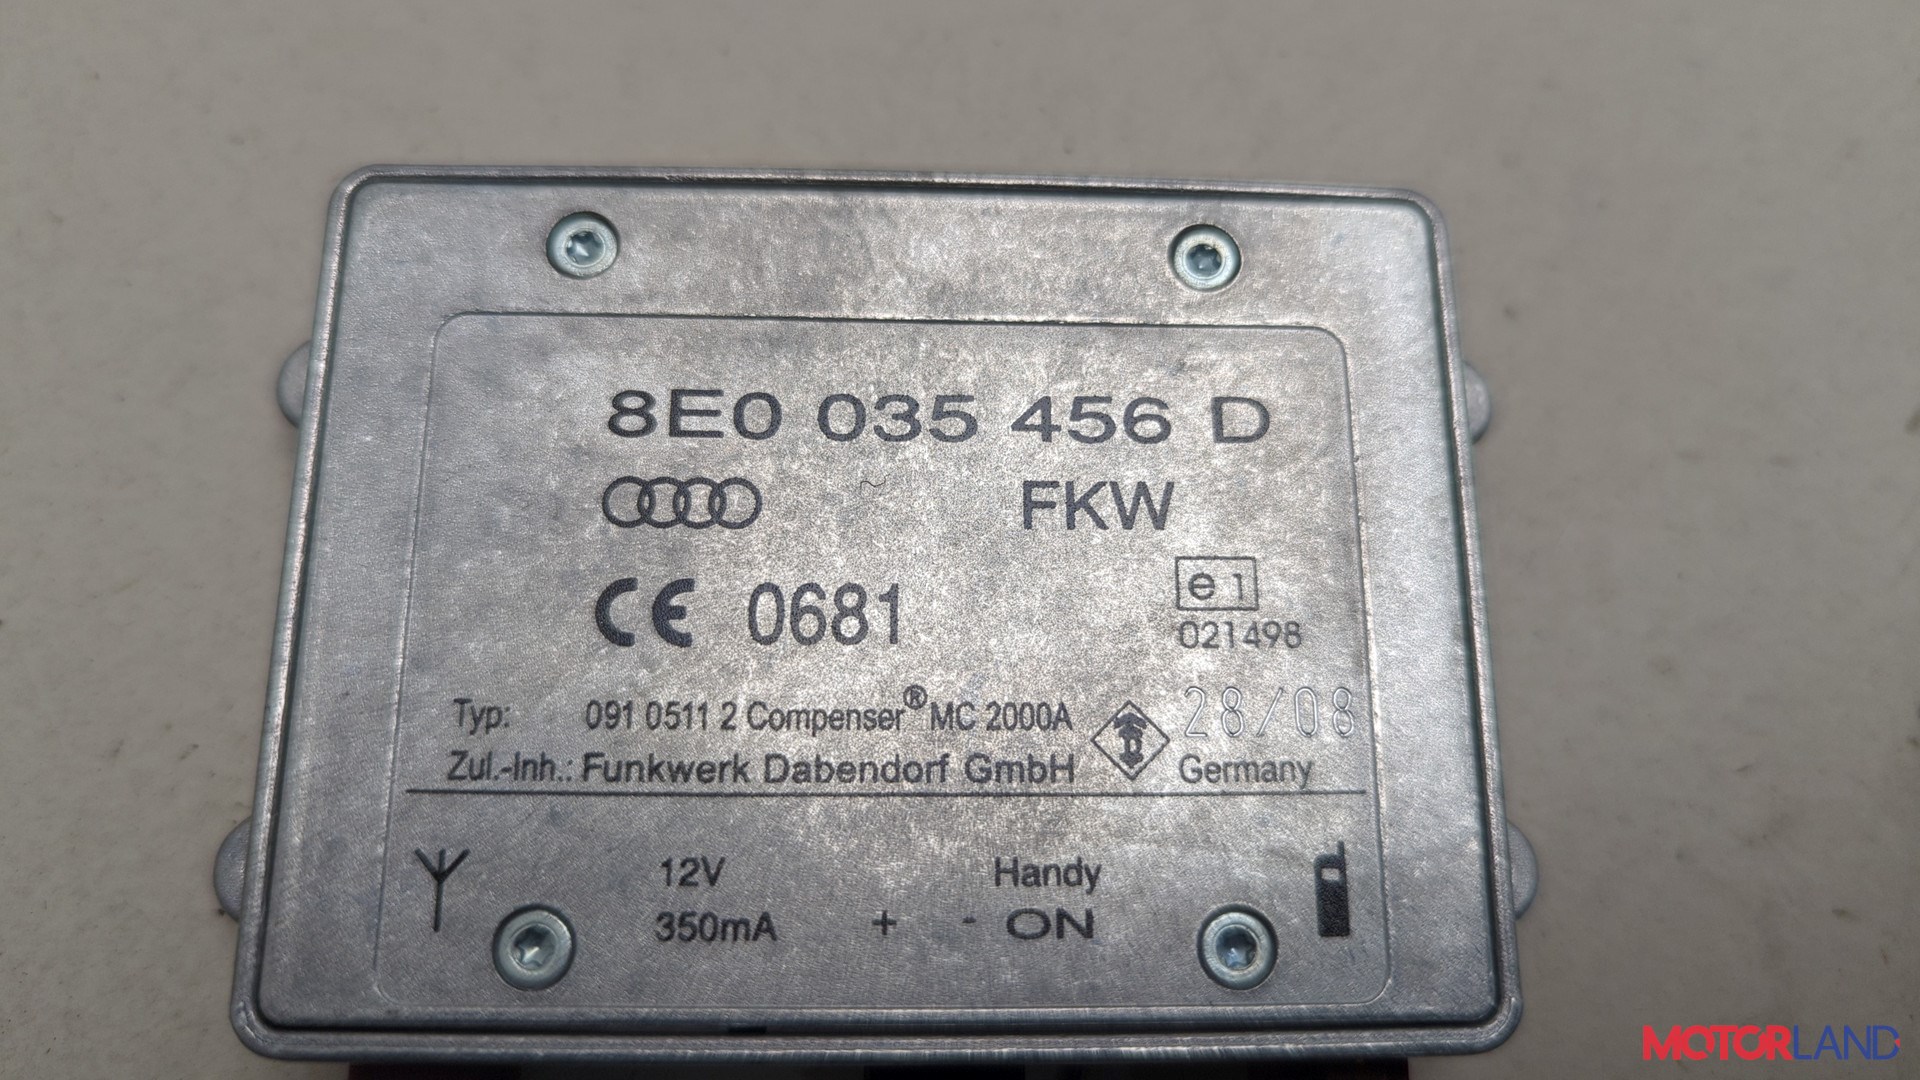 8E0 035 456 D
FKW
CE 0681
e 1
021498
Typ: 091 0511 2 Compenser® MC 2000A
D
28/08
Zul.-Inh.: Funkwerk Dabendorf GmbH
Germany
12V
Handy
350mA + - ON
MOTORLAND